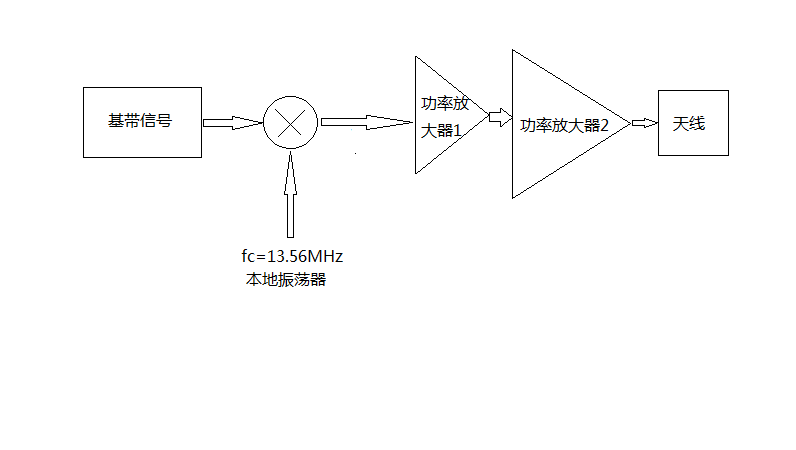 基带信号
功率放
大器1
功率放大器2
天线
fc=13.56MHz
本地振荡器